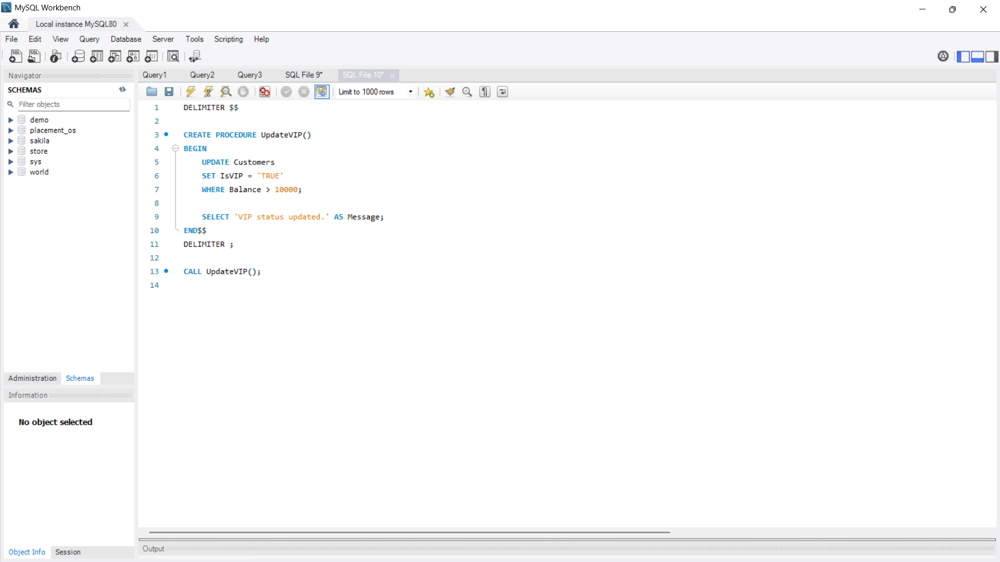 MySQL Workbench
Local instance MySQL80
File Edit View Query Database Server Tools Scripting Help
Navigator
SCHEMAS
Filter objects
demo
placement_os
sakila
store
sys
world
Administration Schemas
Information
No object selected
Object Info Session
Query1 Query2 Query3 SQL File 9* SQL File 10*
Limit to 1000 rows
1 DELIMITER $$
2
3 CREATE PROCEDURE UpdateVIP()
4 BEGIN
5 UPDATE Customers
6 SET IsVIP = 'TRUE'
7 WHERE Balance > 10000;
8
9 SELECT 'VIP status updated.' AS Message;
10 END$$
11 DELIMITER ;
12
13 CALL UpdateVIP();
14
Output